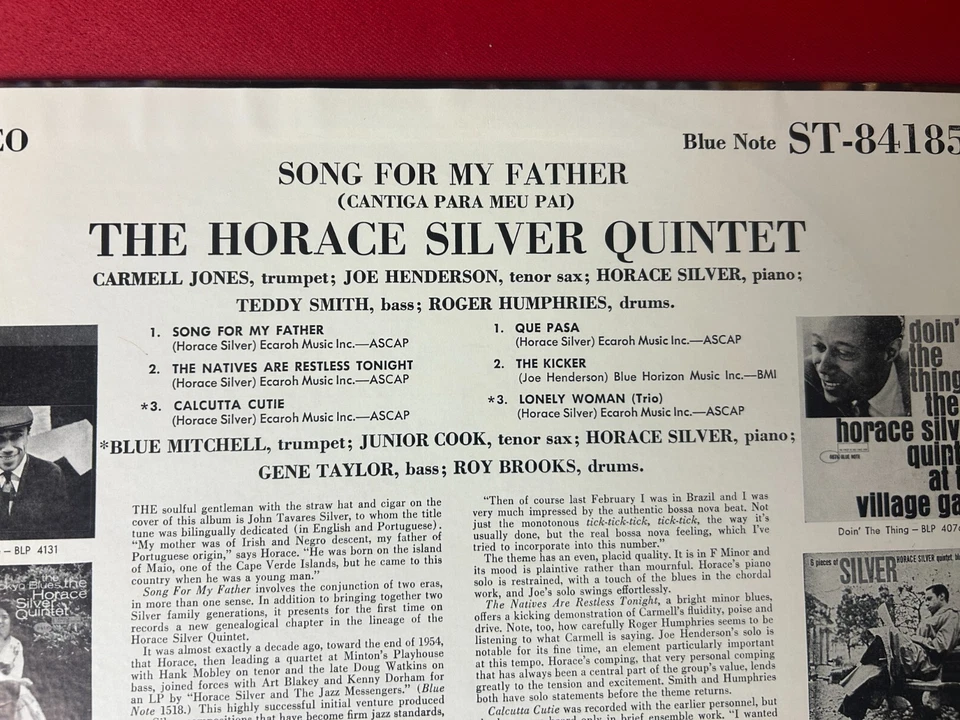 EO
Blue Note ST-84185
SONG FOR MY FATHER
(CANTIGA PARA MEU PAI)
THE HORACE SILVER QUINTET
CARMELL JONES, trumpet; JOE HENDERSON, tenor sax; HORACE SILVER, piano;
TEDDY SMITH, bass; ROGER HUMPHRIES, drums.
1. SONG FOR MY FATHER
(Horace Silver) Ecaroh Music Inc.—ASCAP
2. THE NATIVES ARE RESTLESS TONIGHT
(Horace Silver) Ecaroh Music Inc.—ASCAP
*3. CALCUTTA CUTIE
(Horace Silver) Ecaroh Music Inc.—ASCAP
1. QUE PASA
(Horace Silver) Ecaroh Music Inc.—ASCAP
2. THE KICKER
(Joe Henderson) Blue Horizon Music Inc.—BMI
*3. LONELY WOMAN (Trio)
(Horace Silver) Ecaroh Music Inc.—ASCAP
*BLUE MITCHELL, trumpet; JUNIOR COOK, tenor sax; HORACE SILVER, piano;
GENE TAYLOR, bass; ROY BROOKS, drums.
THE soulful gentleman with the straw hat and cigar on the
cover of this album is John Tavares Silver, to whom the title
tune was bilingually dedicated (in English and Portuguese).
"My mother was of Irish and Negro descent, my father of
Portuguese origin," says Horace. "He was born on the island
of Maio, one of the Cape Verde Islands, but he came to this
country when he was a young man."
Song For My Father involves the conjunction of two eras,
in more than one sense. In addition to bringing together two
Silver family generations, it presents for the first time on
records a new genealogical chapter in the lineage of the
Horace Silver Quintet.
It was almost exactly a decade ago, toward the end of 1954,
that Horace, then leading a quartet at Minton's Playhouse
with Hank Mobley on tenor and the late Doug Watkins on
bass, joined forces with Art Blakey and Kenny Dorham for
an LP by "Horace Silver and The Jazz Messengers." (Blue
Note 1518.) This highly successful initial venture produced
that have become firm jazz standards,
"Then of course last February I was in Brazil and I was
very much impressed by the authentic bossa nova beat. Not
just the monotonous tick-tick-tick, tick-tick, the way it's
usually done, but the real bossa nova feeling, which I've
tried to incorporate into this number."
The theme has an even, placid quality. It is in F Minor and
its mood is plaintive rather than mournful. Horace's piano
solo is restrained, with a touch of the blues in the chordal
work, and Joe's solo swings effortlessly.
The Natives Are Restless Tonight, a bright minor blues,
offers a kicking demonstration of Carmell's fluidity, poise and
drive. Note, too, how carefully Roger Humphries seems to be
listening to what Carmell is saying. Joe Henderson's solo is
notable for its fine time, an element particularly important
at this tempo. Horace's comping, that very personal comping
that has always been a central part of the group's value, lends
greatly to the tension and excitement. Smith and Humphries
both have solo statements before the theme returns.
Calcutta Cutie was recorded with the earlier personnel, but
only in brief ensemble work. "I wanted
– BLP 4131
Tokyo Blues the
Horace
Silver
Quintet
doin'
the
thing
the
horace silv
quint
at t
village ga
Doin' The Thing – BLP 407
6 pieces of SILVER HORACE SILVER quintet